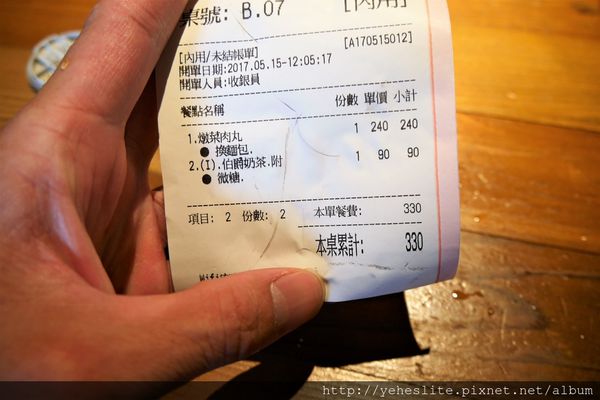 桌號: B.07 [內用]
[A170515012]
[內用/未結帳單]
開單日期:2017.05.15-12:05:17
開單人員:收銀員
餐點名稱 份數 單價 小計
1.燉菜肉丸 1 240 240
● 換麵包.
2.(I).伯爵奶茶.附 1 90 90
● 微糖.
項目: 2 份數: 2 本單餐費: 330
本桌累計: 330
http://yeheslite.pixnet.net/album